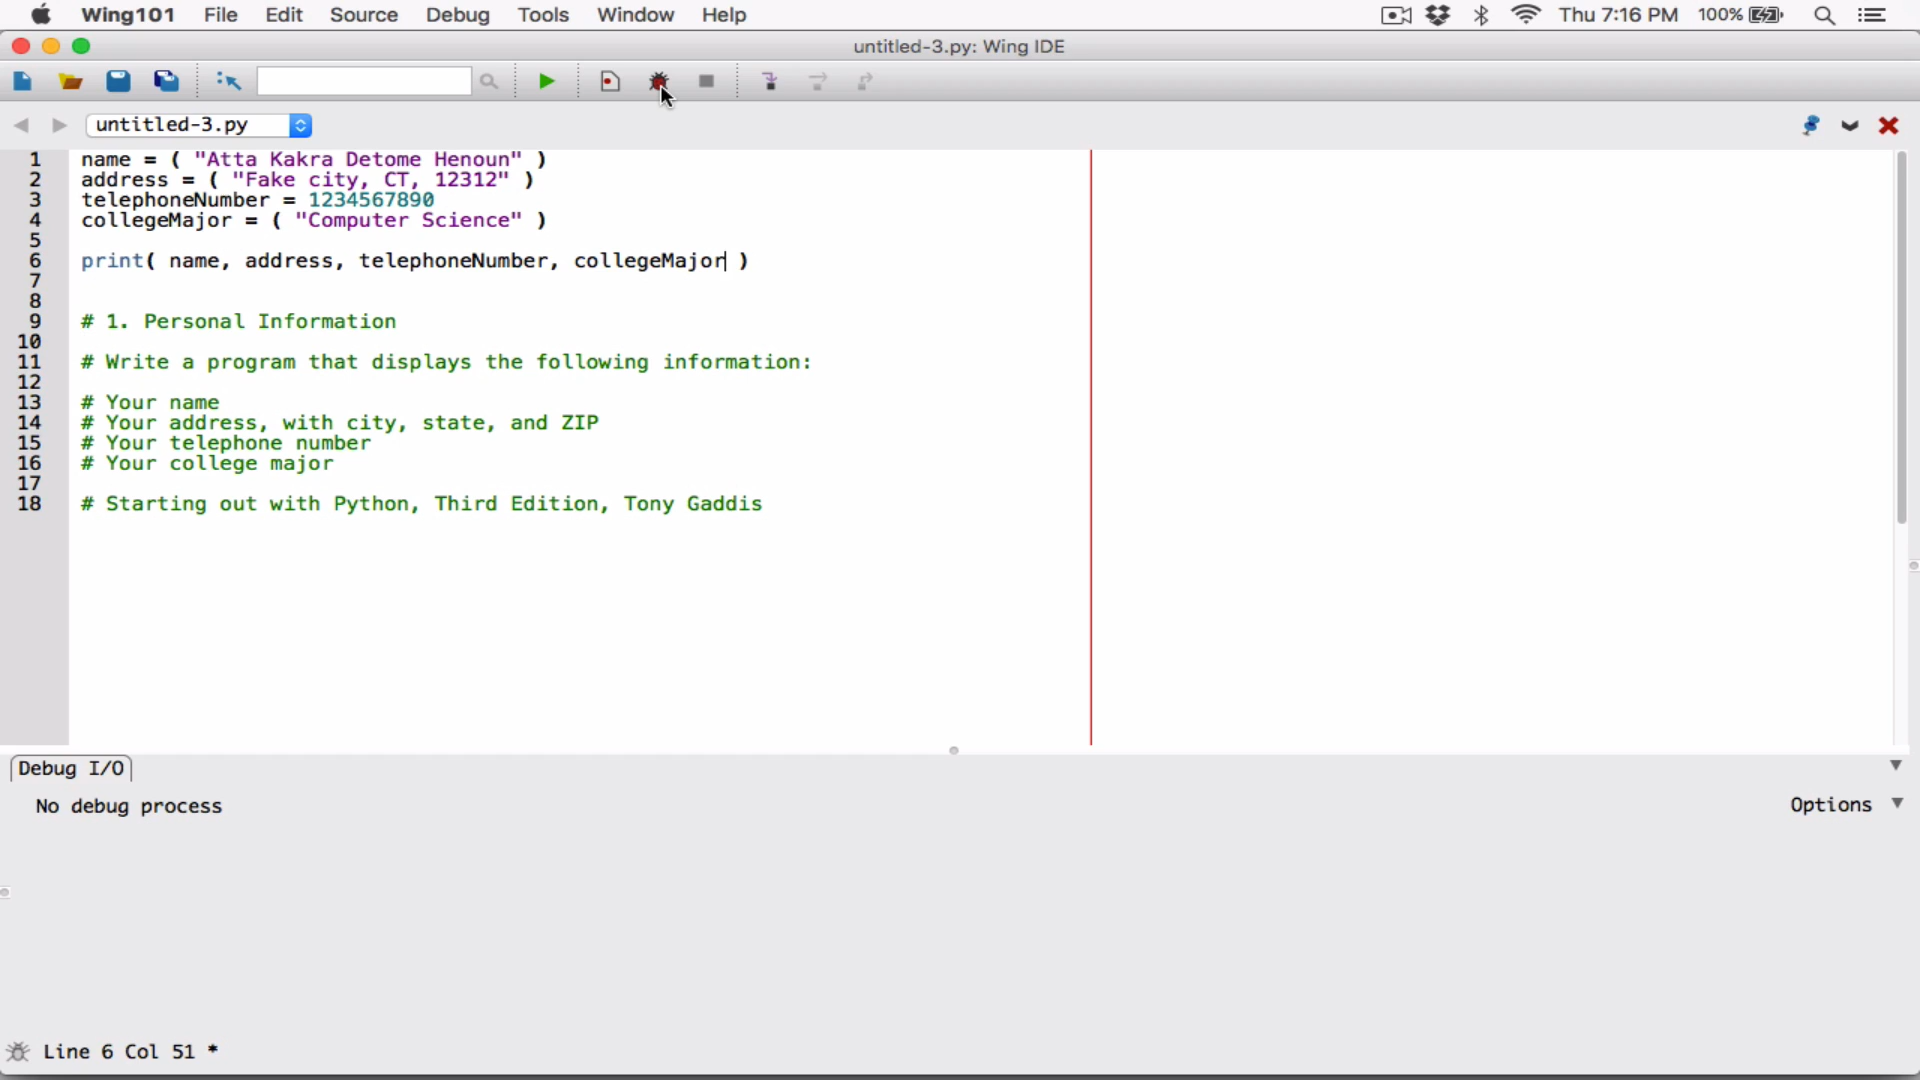 Wing101 File Edit Source Debug Tools Window Help Thu 7:16 PM 100%
untitled-3.py: Wing IDE
untitled-3.py
1 name = ( "Atta Kakra Detome Henoun" )
2 address = ( "Fake city, CT, 12312" )
3 telephoneNumber = 1234567890
4 collegeMajor = ( "Computer Science" )
5
6 print( name, address, telephoneNumber, collegeMajor )
7
8
9 # 1. Personal Information
10
11 # Write a program that displays the following information:
12
13 # Your name
14 # Your address, with city, state, and ZIP
15 # Your telephone number
16 # Your college major
17
18 # Starting out with Python, Third Edition, Tony Gaddis
Debug I/O
No debug process Options
Line 6 Col 51 *